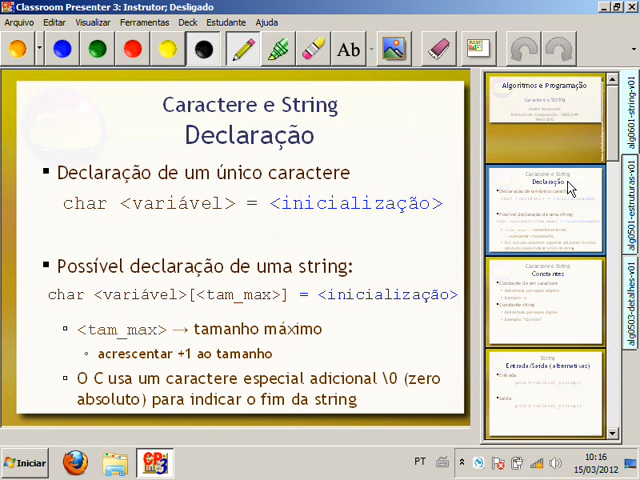 Classroom Presenter 3: Instrutor; Desligado
Arquivo Editar Visualizar Ferramentas Deck Estudante Ajuda
Ab
Caractere e String
Declaração
Declaração de um único caractere
char <variável> = <inicialização>
Possível declaração de uma string:
char <variável>[<tam_max>] = <inicialização>
<tam_max> → tamanho máximo
acrescentar +1 ao tamanho
O C usa um caractere especial adicional \0 (zero
absoluto) para indicar o fim da string
Algoritmos e Programação
Caractere e String
Caractere e String
Declaração
Caractere e String
Constantes
String
Entrada/Saída (alternativas)
Entrada
Saída
alg0601-string-v01
alg0501-estruturas-v01
alg0503-detalhes-v01
Iniciar
PT
10:16
15/03/2012